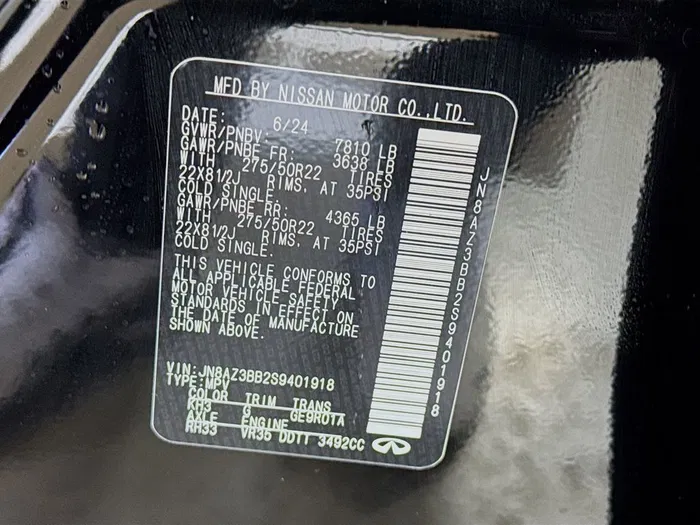 MFD BY NISSAN MOTOR CO.,LTD.
DATE: 6/24
GVWR/PNBV: 7810 LB
GAWR/PNBE FR: 3638 LB
WITH 275/50R22 TIRES
22X81/2J RIMS, AT 35PSI
COLD SINGLE.
GAWR/PNBE RR: 4365 LB
WITH 275/50R22 TIRES
22X81/2J RIMS, AT 35PSI
COLD SINGLE.
THIS VEHICLE CONFORMS TO
ALL APPLICABLE FEDERAL
MOTOR VEHICLE SAFETY
STANDARDS IN EFFECT ON
THE DATES OF MANUFACTURE
SHOWN ABOVE.
VIN: JN8AZ3BB2S9401918
TYPE: MPV
COLOR TRIM TRANS
KH3 G GE9R01A
AXLE ENGINE
RH33 VR35 DDTT 3492CC
JN8AZ3BB2S9401918